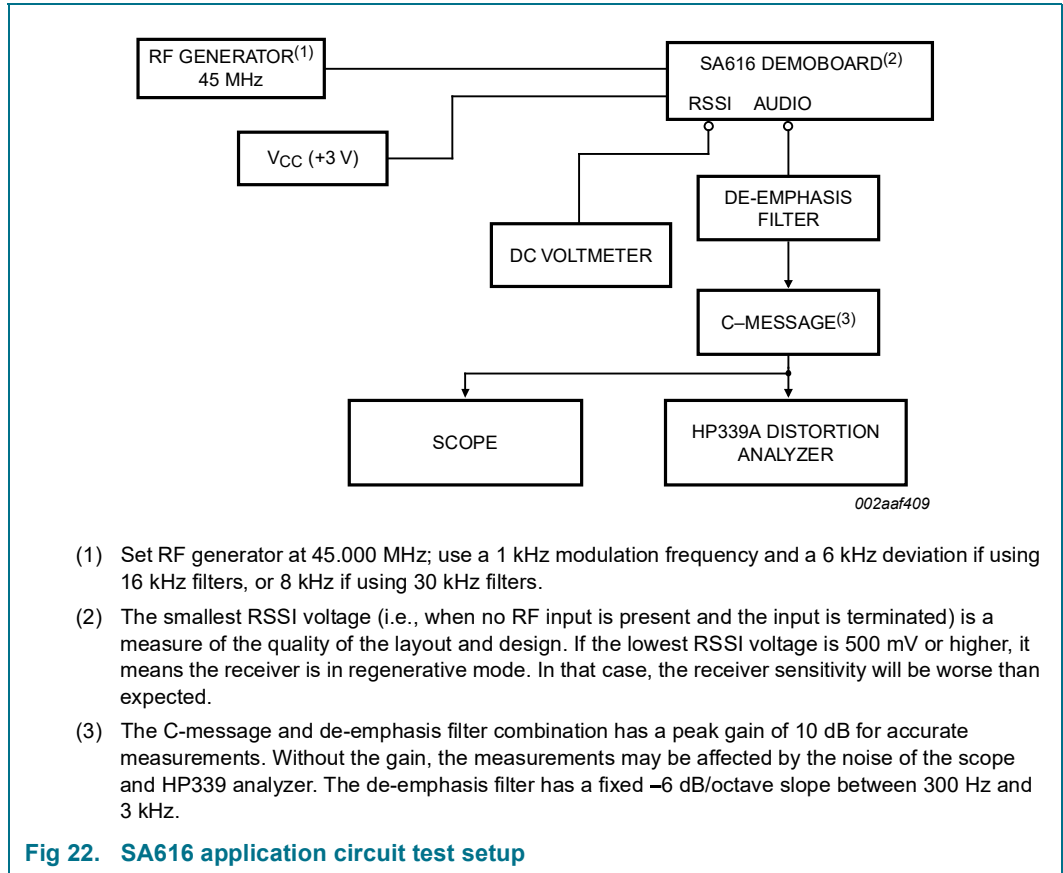 RF GENERATOR(1)
45 MHz
SA616 DEMOBOARD(2)
RSSI AUDIO
VCC (+3 V)
DE-EMPHASIS
FILTER
DC VOLTMETER
C–MESSAGE(3)
SCOPE
HP339A DISTORTION
ANALYZER
002aaf409
(1) Set RF generator at 45.000 MHz; use a 1 kHz modulation frequency and a 6 kHz deviation if using
16 kHz filters, or 8 kHz if using 30 kHz filters.
(2) The smallest RSSI voltage (i.e., when no RF input is present and the input is terminated) is a
measure of the quality of the layout and design. If the lowest RSSI voltage is 500 mV or higher, it
means the receiver is in regenerative mode. In that case, the receiver sensitivity will be worse than
expected.
(3) The C-message and de-emphasis filter combination has a peak gain of 10 dB for accurate
measurements. Without the gain, the measurements may be affected by the noise of the scope
and HP339 analyzer. The de-emphasis filter has a fixed –6 dB/octave slope between 300 Hz and
3 kHz.
Fig 22. SA616 application circuit test setup